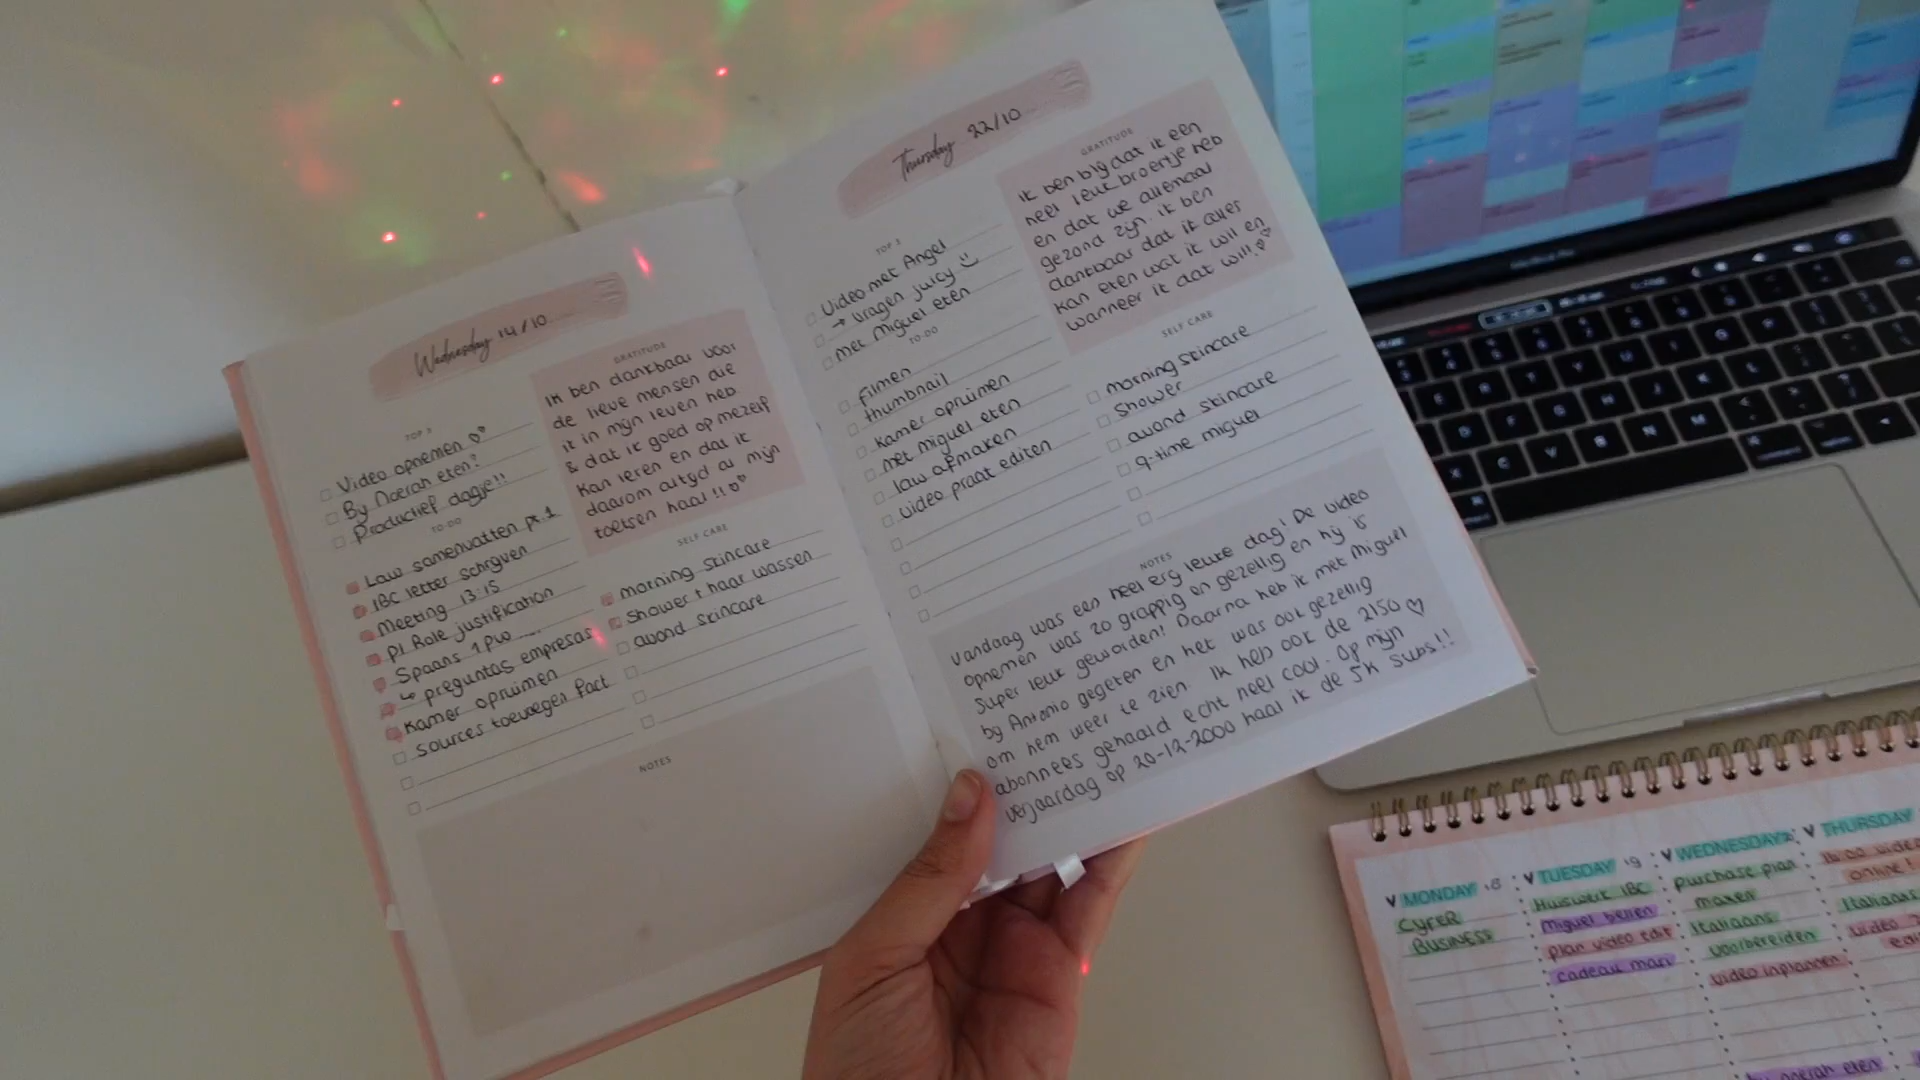 Wednesday 14/10
TOP 3
Video opnemen ♡♡
By Noerah eten?
Productief dagje!!
GRATITUDE
Ik ben dankbaar voor
de lieve mensen die
ik in mijn leven heb
& dat ik goed op mezelf
kan leren en dat ik
daarom altijd al mijn
toetsen haal!! ♡♡
TO DO
Law samenvatten pt.1
IBC letter schrijven
Meeting 13:15
P1 Role justification
Spaans 1 pw ....
↳ preguntas empresas
Kamer opruimen
Sources toevoegen Pact
SELF CARE
morning skincare
Shower + haar wassen
avond skincare
NOTES
Thursday 22/10
TOP 3
Video met Angel
→ vragen juicy
met Miguel eten
GRATITUDE
Ik ben blij dat ik een
heel leuk broertje heb
en dat we allemaal
gezond zijn. ik ben
dankbaar dat ik alles
kan eten wat ik wil en
wanneer ik dat wil! ♡♡
TO DO
Filmen
thumbnail
kamer opruimen
met miguel eten
law afmaken
video praat editen
SELF CARE
morning skincare
Shower
avond skincare
q-time miguel
NOTES
Vandaag was een heel erg leuke dag! De video
opnemen was zo grappig en gezellig en hij is
super leuk geworden! Daarna heb ik met Miguel
by Antonio gegeten en het was ook gezellig
om hem weer te zien. Ik heb ook de 2150 ♡
abonnees gehaald echt heel cool. Op mijn
verjaardag op 20-12-2000 haal ik de 5K subs!!
MacBook Pro
MONDAY
CYFER
BUSINESS
TUESDAY 19
Huiswerk IBC
Miguel bellen
plan video edit
cadeau mari
WEDNESDAY
purchase plan
maken
Italiaans
voorbereiden
video inplannen
THURSDAY
online!
Italiaans
video